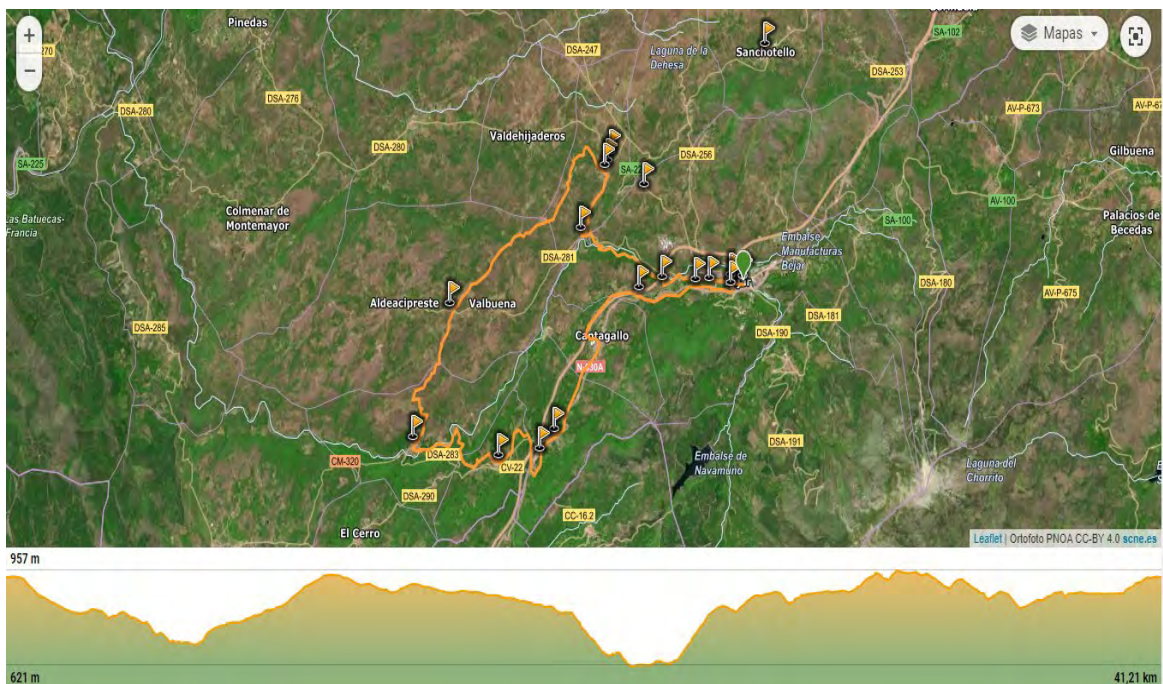 Pinedas
Sanchotello
SA-102
Mapas
+
−
DSA-247
Laguna de la Dehesa
DSA-253
DSA-276
AV-P-673
DSA-280
Valdehijaderos
DSA-280
DSA-256
Gilbuena
SA-225
AV-100
Colmenar de Montemayor
SA-100
Palacios de Becedas
Las Batuecas-Francia
Embalse Manufacturas Béjar
DSA-281
DSA-180
AV-P-675
Aldeacipreste
Valbuena
DSA-181
DSA-285
DSA-190
Cantagallo
N-630A
DSA-191
CM-320
DSA-283
CV-22
Embalse de Navamuño
Laguna del Chorrito
DSA-290
CC-16.2
El Cerro
Leaflet | Ortofoto PNOA CC-BY 4.0 scne.es
957 m
621 m
41,21 km